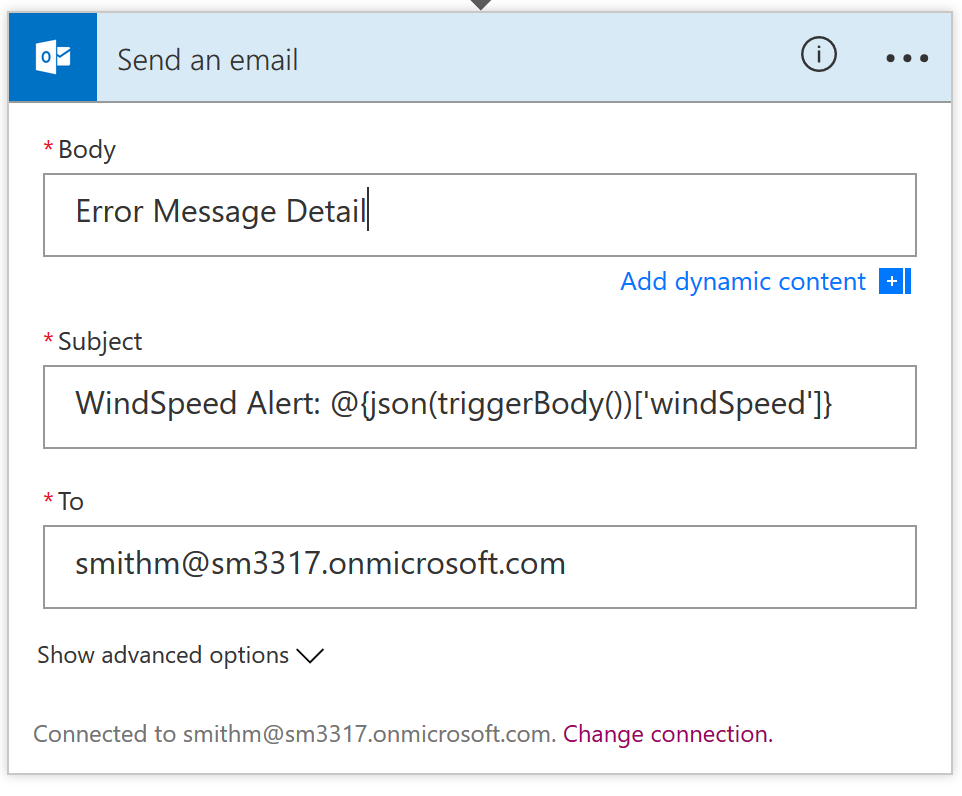 Send an email
* Body
Error Message Detail
Add dynamic content
* Subject
WindSpeed Alert: @{json(triggerBody())['windSpeed']}
* To
smithm@sm3317.onmicrosoft.com
Show advanced options
Connected to smithm@sm3317.onmicrosoft.com. Change connection.